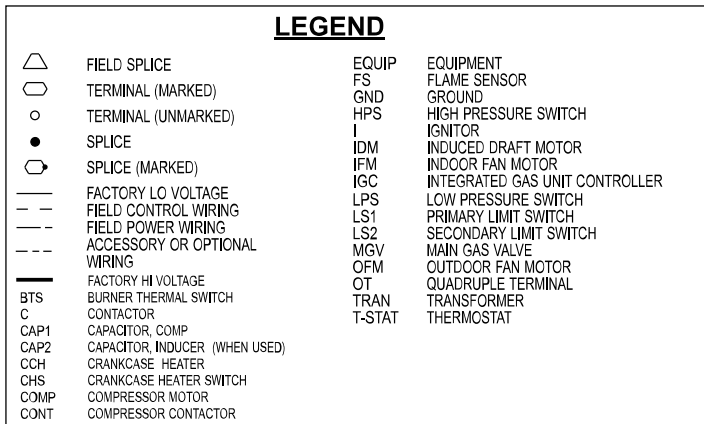 LEGEND
FIELD SPLICE
TERMINAL (MARKED)
TERMINAL (UNMARKED)
SPLICE
SPLICE (MARKED)
FACTORY LO VOLTAGE
FIELD CONTROL WIRING
FIELD POWER WIRING
ACCESSORY OR OPTIONAL
WIRING
FACTORY HI VOLTAGE
BTS BURNER THERMAL SWITCH
C CONTACTOR
CAP1 CAPACITOR, COMP
CAP2 CAPACITOR, INDUCER (WHEN USED)
CCH CRANKCASE HEATER
CHS CRANKCASE HEATER SWITCH
COMP COMPRESSOR MOTOR
CONT COMPRESSOR CONTACTOR
EQUIP EQUIPMENT
FS FLAME SENSOR
GND GROUND
HPS HIGH PRESSURE SWITCH
I IGNITOR
IDM INDUCED DRAFT MOTOR
IFM INDOOR FAN MOTOR
IGC INTEGRATED GAS UNIT CONTROLLER
LPS LOW PRESSURE SWITCH
LS1 PRIMARY LIMIT SWITCH
LS2 SECONDARY LIMIT SWITCH
MGV MAIN GAS VALVE
OFM OUTDOOR FAN MOTOR
OT QUADRUPLE TERMINAL
TRAN TRANSFORMER
T-STAT THERMOSTAT